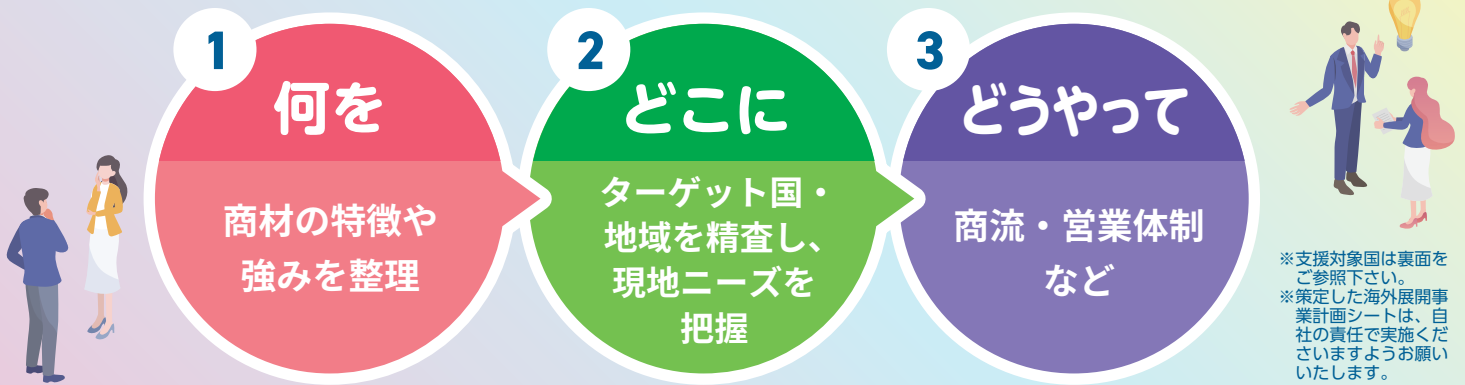 1
何を
商材の特徴や
強みを整理
2
どこに
ターゲット国・
地域を精査し、
現地ニーズを
把握
3
どうやって
商流・営業体制
など
※支援対象国は裏面を
ご参照下さい。
※策定した海外展開事
業計画シートは、自
社の責任で実施くだ
さいますようお願い
いたします。